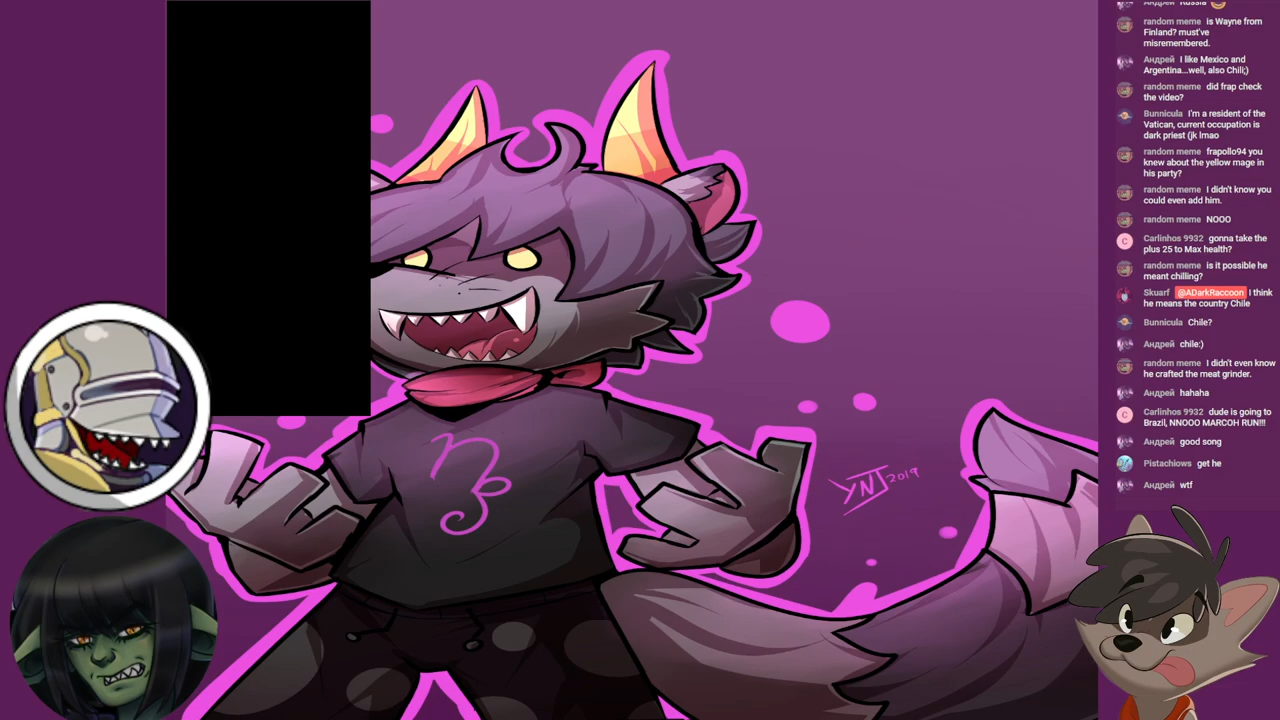 random meme is Wayne from
Finland? must've
misremembered.
Андрей I like Mexico and
Argentina...well, also Chili;)
random meme did frap check
the video?
Bunnicula I'm a resident of the
Vatican, current occupation is
dark priest (jk lmao
random meme frapollo94 you
knew about the yellow mage in
his party?
random meme I didn't know you
could even add him.
random meme NOOO
C
Carlinhos 9932 gonna take the
plus 25 to Max health?
random meme is it possible he
meant chilling?
Skuarf @ADarkRaccoon I think
he means the country Chile
Bunnicula Chile?
Андрей chile:)
random meme I didn't even know
he crafted the meat grinder.
Андрей hahaha
C
Carlinhos 9932 dude is going to
Brazil, NNOOO MARCOH RUN!!!
Андрей good song
Pistachiows get he
Андрей wtf
YNJ 2019